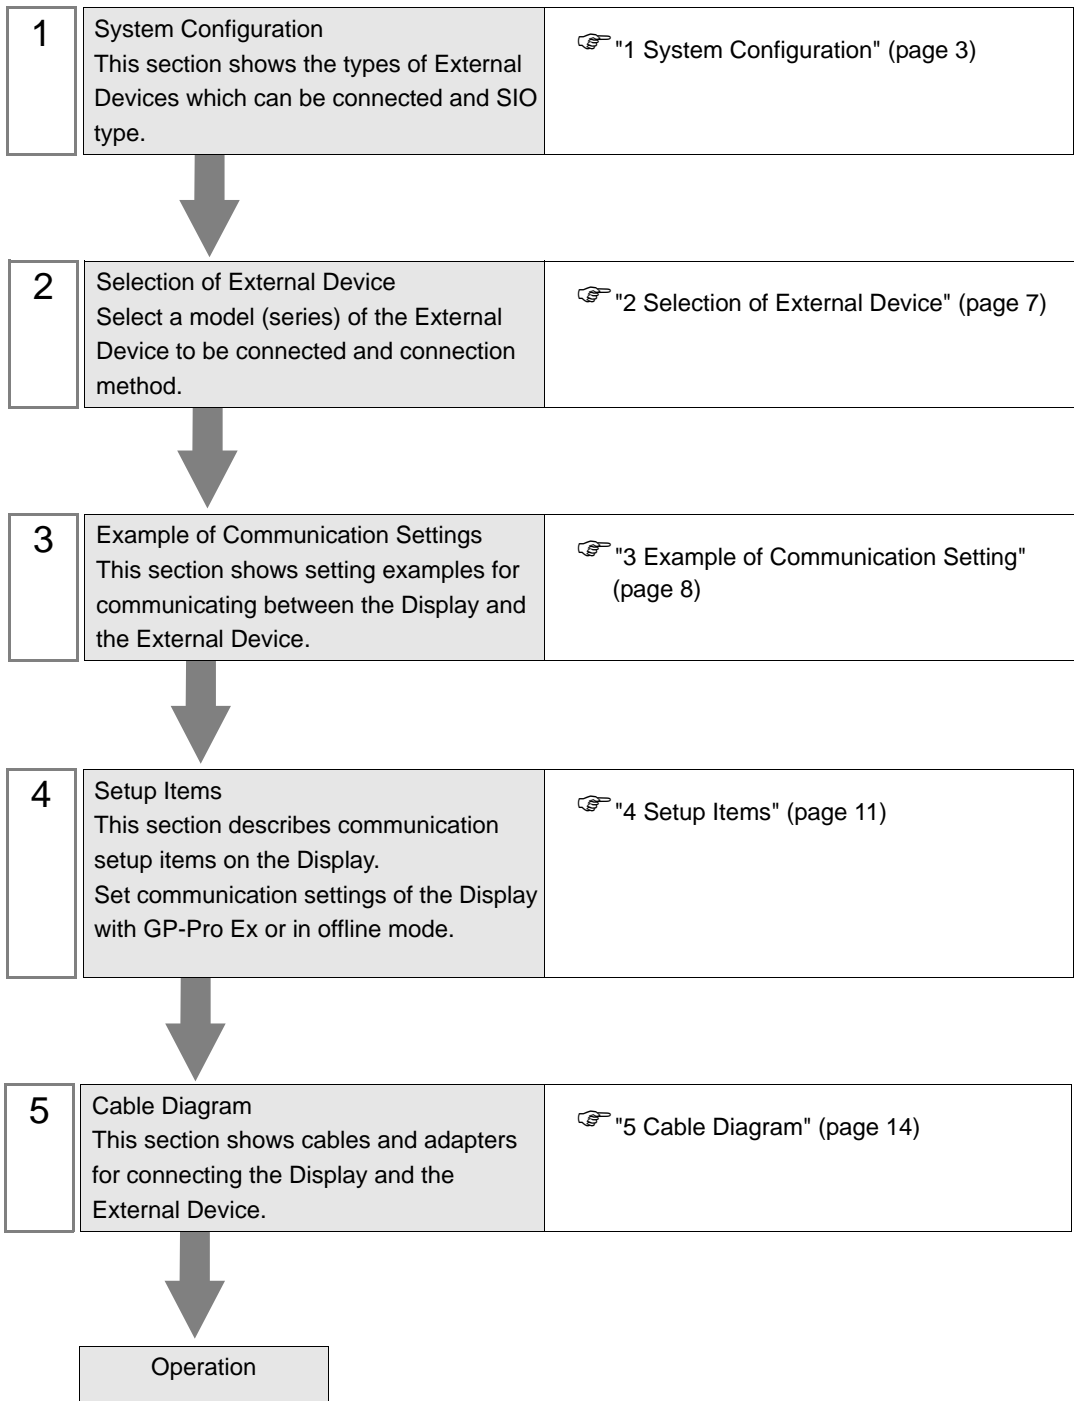 1
System Configuration
This section shows the types of External
Devices which can be connected and SIO
type.
"1 System Configuration" (page 3)
2
Selection of External Device
Select a model (series) of the External
Device to be connected and connection
method.
"2 Selection of External Device" (page 7)
3
Example of Communication Settings
This section shows setting examples for
communicating between the Display and
the External Device.
"3 Example of Communication Setting"
(page 8)
4
Setup Items
This section describes communication
setup items on the Display.
Set communication settings of the Display
with GP-Pro Ex or in offline mode.
"4 Setup Items" (page 11)
5
Cable Diagram
This section shows cables and adapters
for connecting the Display and the
External Device.
"5 Cable Diagram" (page 14)
Operation